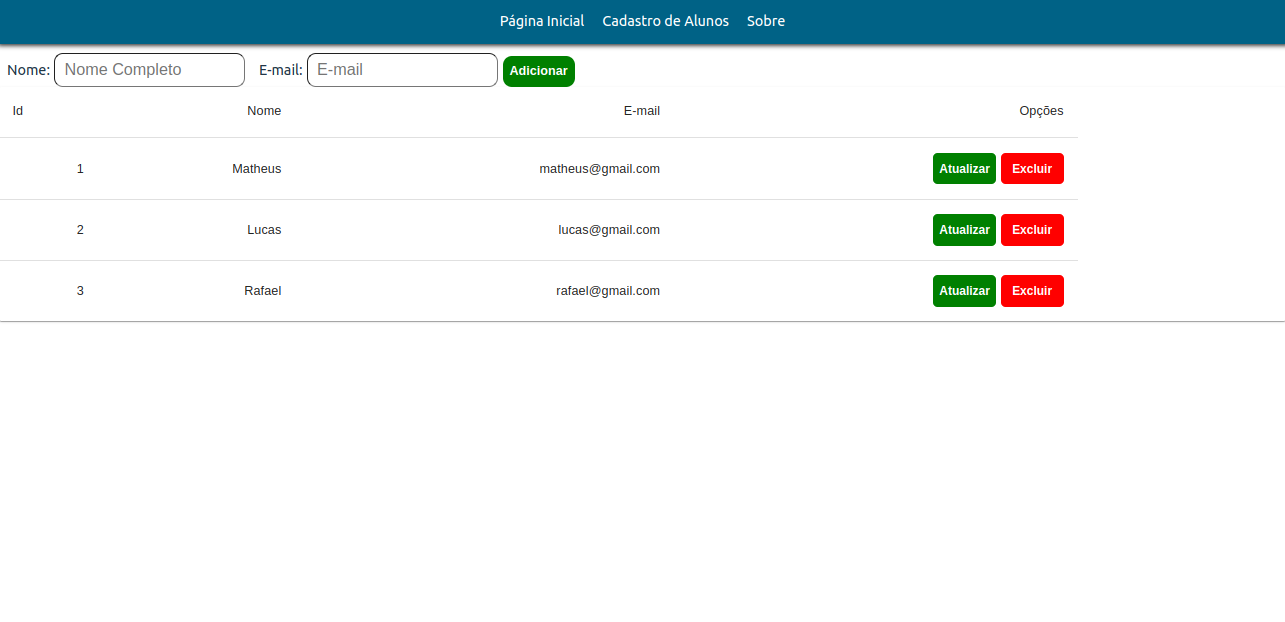 Página Inicial Cadastro de Alunos Sobre
Nome: Nome Completo E-mail: E-mail Adicionar
Id Nome E-mail Opções
1 Matheus matheus@gmail.com Atualizar Excluir
2 Lucas lucas@gmail.com Atualizar Excluir
3 Rafael rafael@gmail.com Atualizar Excluir